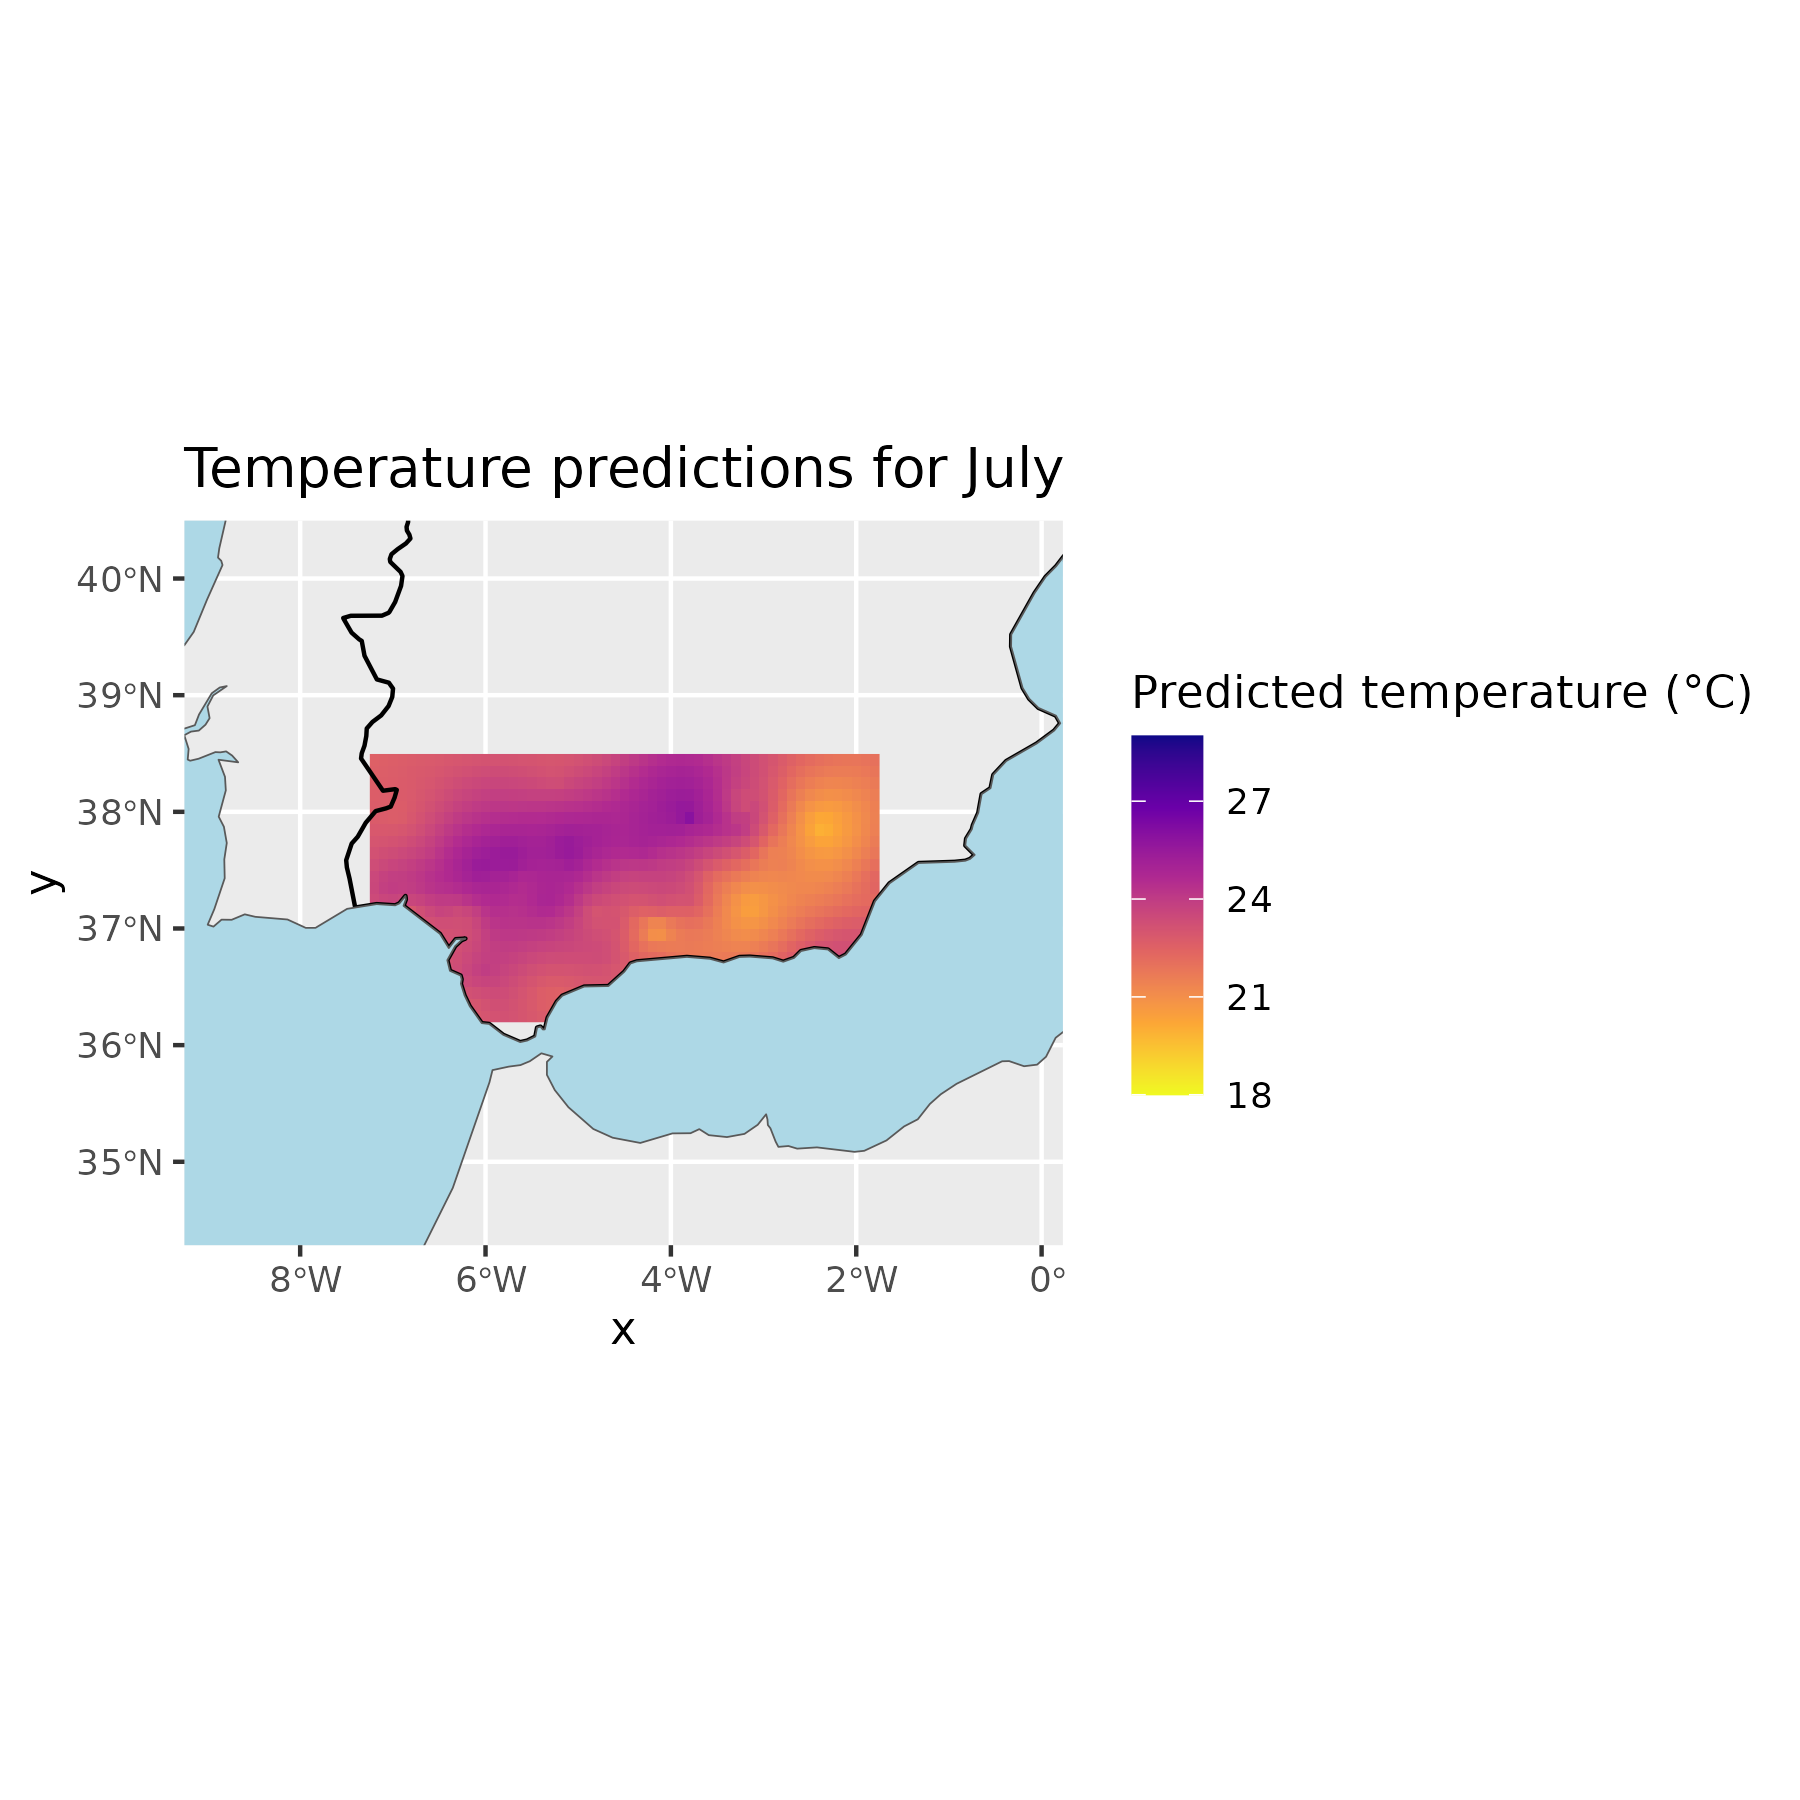 Temperature predictions for July
40°N
39°N
38°N
37°N
36°N
35°N
y
8°W 6°W 4°W 2°W 0°
x
Predicted temperature (°C)
27
24
21
18